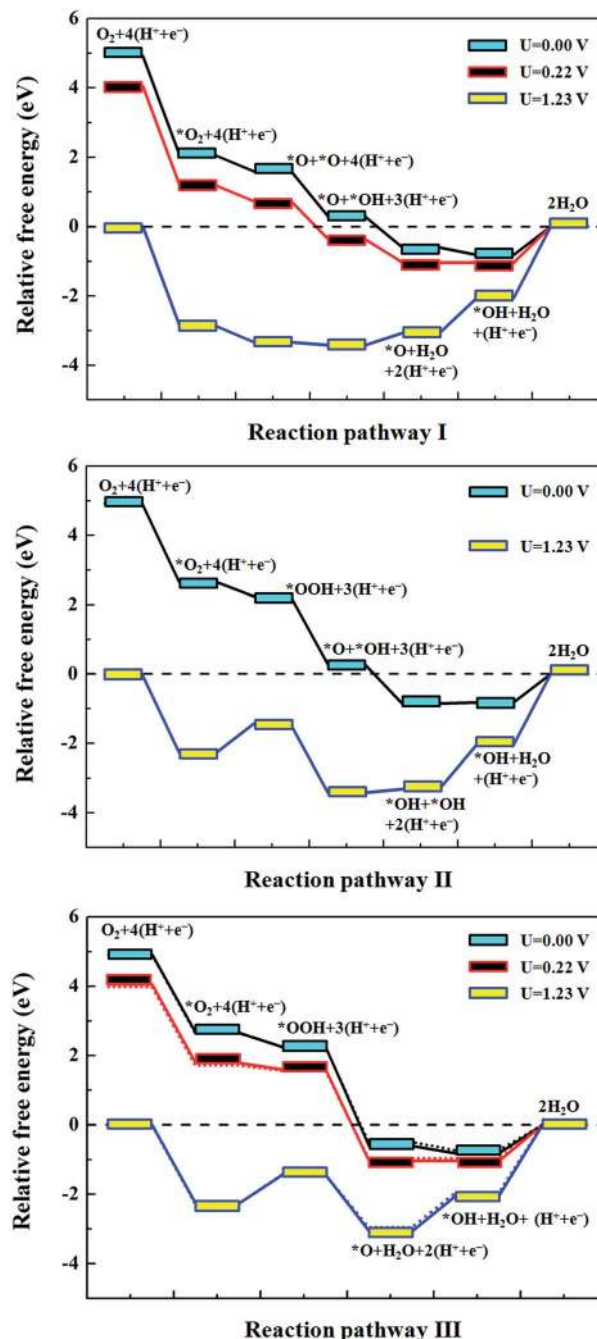 6
4
2
0
-2
-4
Relative free energy (eV)
O₂+4(H⁺+e⁻)
*O₂+4(H⁺+e⁻)
*O+*O+4(H⁺+e⁻)
*O+*OH+3(H⁺+e⁻)
*O+H₂O
+2(H⁺+e⁻)
*OH+H₂O
+(H⁺+e⁻)
2H₂O
U=0.00 V
U=0.22 V
U=1.23 V
Reaction pathway I
6
4
2
0
-2
-4
Relative free energy (eV)
O₂+4(H⁺+e⁻)
*O₂+4(H⁺+e⁻)
*OOH+3(H⁺+e⁻)
*O+*OH+3(H⁺+e⁻)
*OH+*OH
+2(H⁺+e⁻)
*OH+H₂O
+(H⁺+e⁻)
2H₂O
U=0.00 V
U=1.23 V
Reaction pathway II
6
4
2
0
-2
-4
Relative free energy (eV)
O₂+4(H⁺+e⁻)
*O₂+4(H⁺+e⁻)
*OOH+3(H⁺+e⁻)
*O+H₂O+2(H⁺+e⁻)
*OH+H₂O+ (H⁺+e⁻)
2H₂O
U=0.00 V
U=0.22 V
U=1.23 V
Reaction pathway III